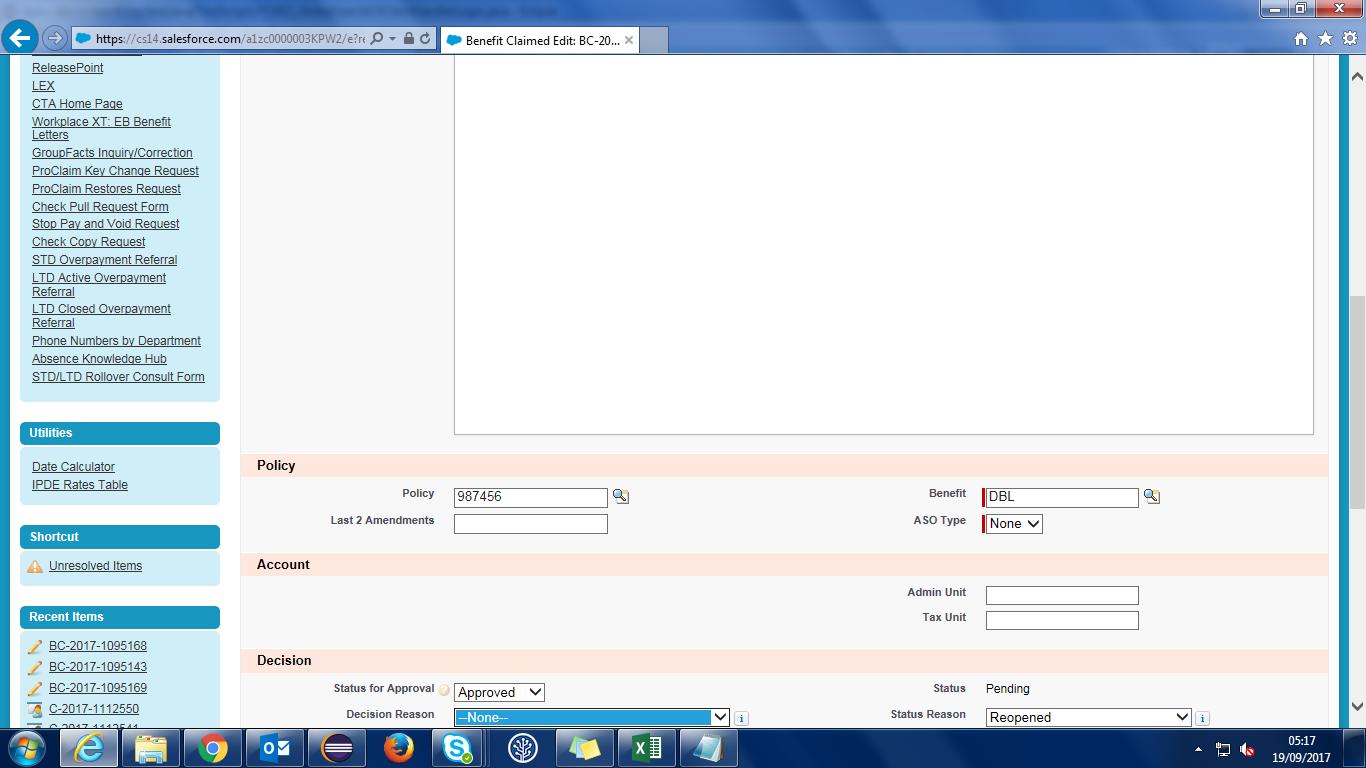 https://cs14.salesforce.com/a1zc0000003KPW2/e?re
Benefit Claimed Edit: BC-20...
ReleasePoint
LEX
CTA Home Page
Workplace XT: EB Benefit
Letters
GroupFacts Inquiry/Correction
ProClaim Key Change Request
ProClaim Restores Request
Check Pull Request Form
Stop Pay and Void Request
Check Copy Request
STD Overpayment Referral
LTD Active Overpayment
Referral
LTD Closed Overpayment
Referral
Phone Numbers by Department
Absence Knowledge Hub
STD/LTD Rollover Consult Form
Utilities
Date Calculator
IPDE Rates Table
Shortcut
Unresolved Items
Recent Items
BC-2017-1095168
BC-2017-1095143
BC-2017-1095169
C-2017-1112550
C-2017-1112541
Policy
Policy 987456 Benefit DBL
Last 2 Amendments ASO Type None
Account
Admin Unit
Tax Unit
Decision
Status for Approval Approved Status Pending
Decision Reason --None-- Status Reason Reopened
05:17
19/09/2017